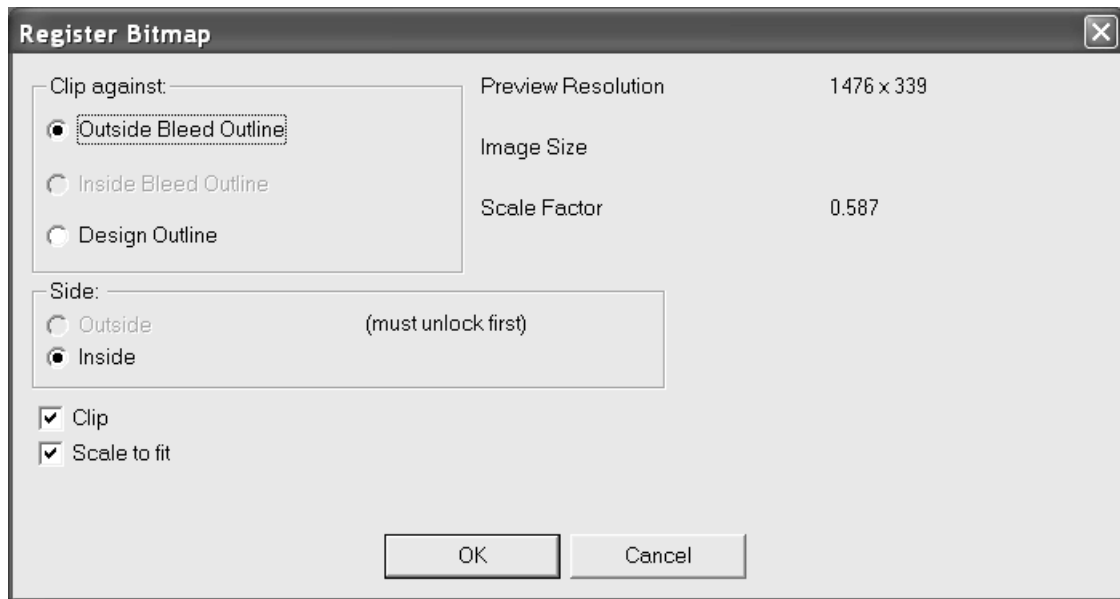 Register Bitmap
Clip against:
Outside Bleed Outline
Inside Bleed Outline
Design Outline
Preview Resolution 1476 x 339
Image Size
Scale Factor 0.587
Side:
Outside (must unlock first)
Inside
Clip
Scale to fit
OK Cancel